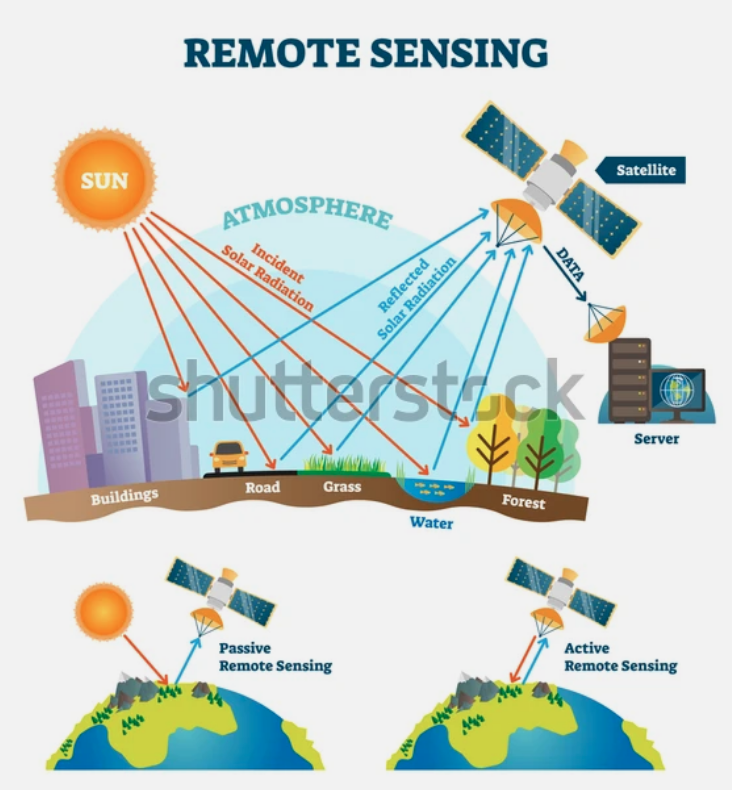 REMOTE SENSING
SUN
ATMOSPHERE
Satellite
Incident
Solar Radiation
Reflected
Solar Radiation
DATA
shutterstock
Server
Buildings
Road
Grass
Water
Forest
Passive
Remote Sensing
Active
Remote Sensing